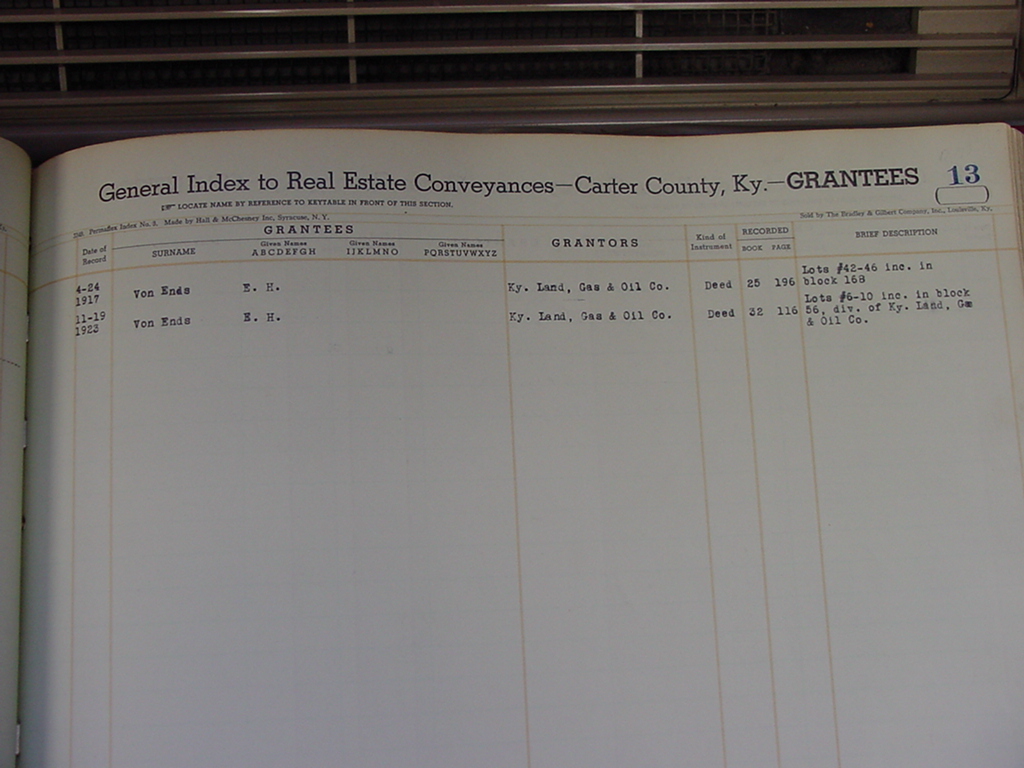 General Index to Real Estate Conveyances—Carter County, Ky.—GRANTEES 13
LOCATE NAME BY REFERENCE TO KEYTABLE IN FRONT OF THIS SECTION.
Permaflex Index No. 3. Made by Hall & McChesney Inc, Syracuse, N. Y. Sold by The Bradley & Gilbert Company, Inc., Louisville, Ky.
Date of Record GRANTEES GRANTORS Kind of Instrument RECORDED BRIEF DESCRIPTION
SURNAME Given Names ABCDEFGH Given Names IJKLMNO Given Names PQRSTUVWXYZ BOOK PAGE
4-24 1917 Von Ends E. H. Ky. Land, Gas & Oil Co. Deed 25 196 Lots #42-46 inc. in block 168
11-19 1923 Von Ends E. H. Ky. Land, Gas & Oil Co. Deed 32 116 Lots #6-10 inc. in block
56, div. of Ky. Land, Gas
& Oil Co.